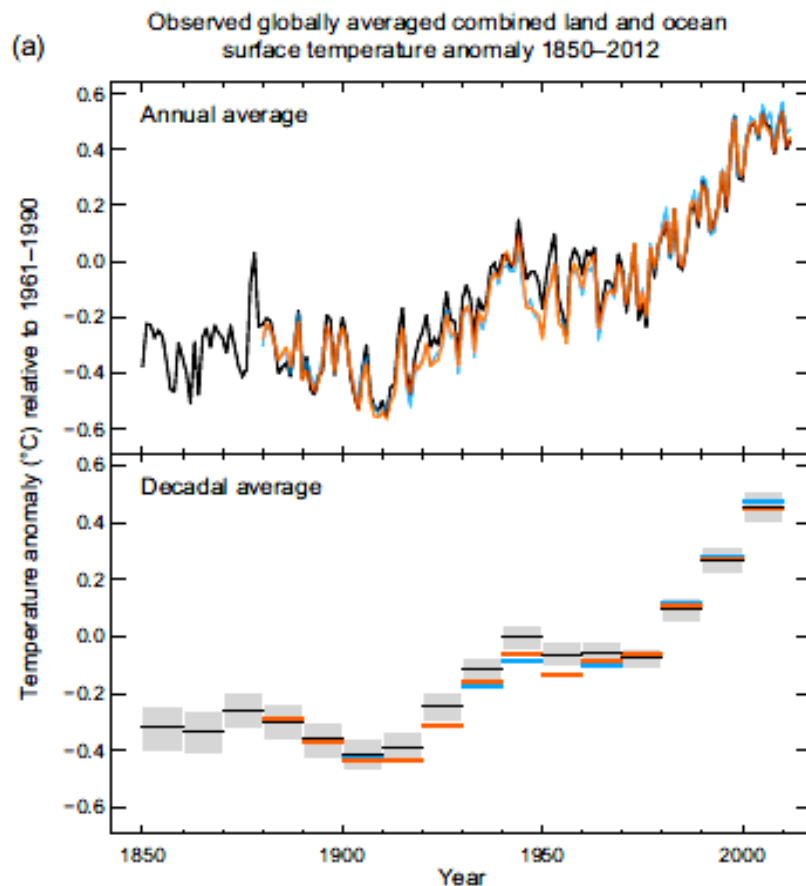 Observed globally averaged combined land and ocean
surface temperature anomaly 1850–2012
(a)
Temperature anomaly (°C) relative to 1961–1990
0.6
Annual average
0.4
0.2
0.0
−0.2
−0.4
−0.6
0.6
Decadal average
0.4
0.2
0.0
−0.2
−0.4
−0.6
1850
1900
1950
2000
Year